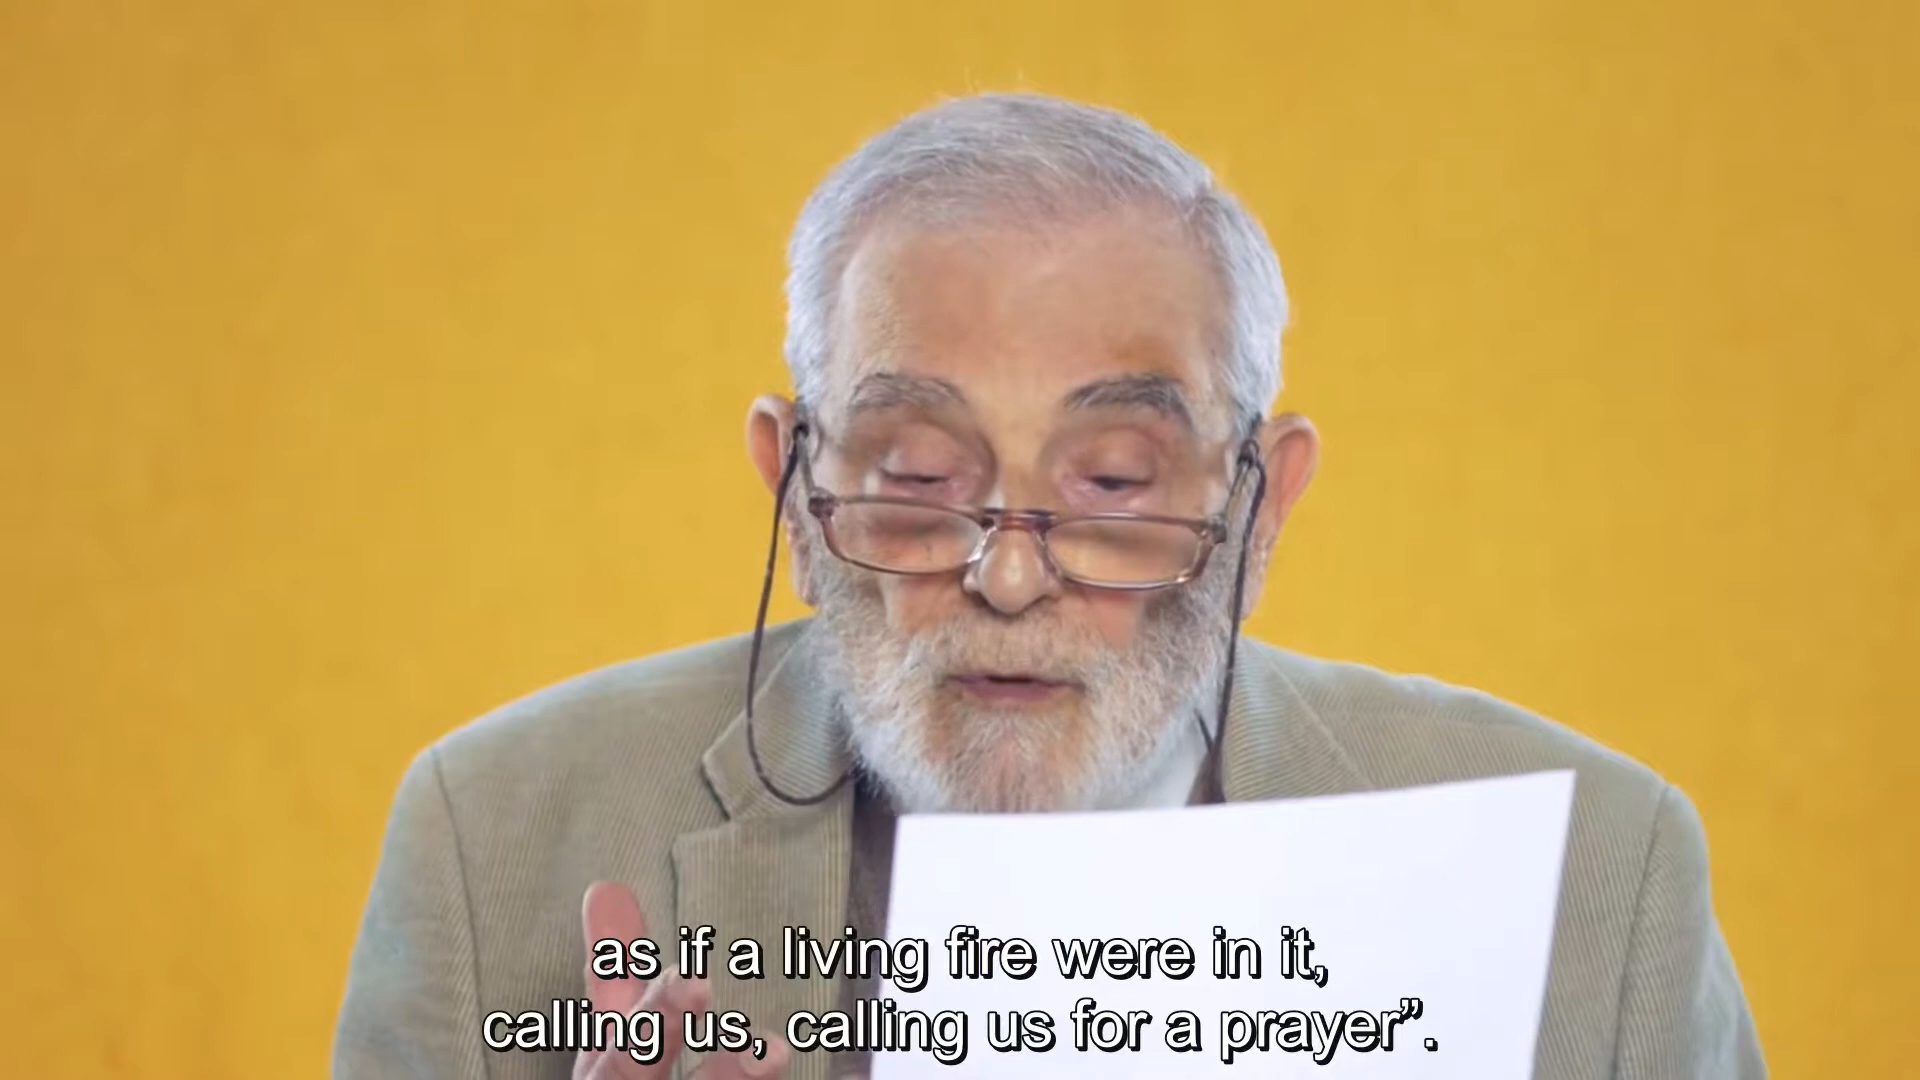 as if a living fire were in it,
calling us, calling us for a prayer”.